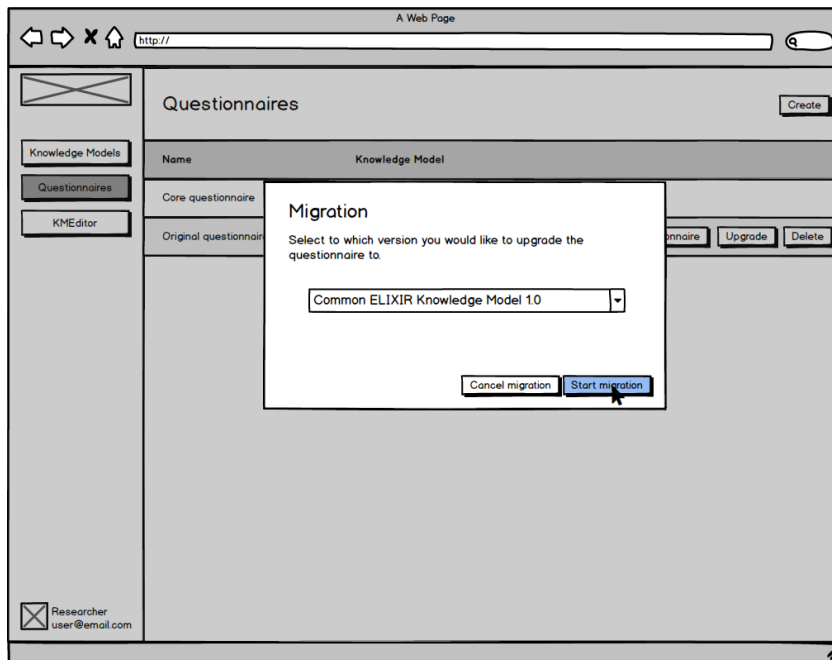 A Web Page
http://
Questionnaires
Create
Knowledge Models
Questionnaires
KMEditor
Name
Knowledge Model
Core questionnaire
Original
Upgrade
Delete
Migration
Select to which version you would like to upgrade the
questionnaire to.
Common ELIXIR Knowledge Model 1.0
Cancel migration
Start migration
Researcher
user@email.com